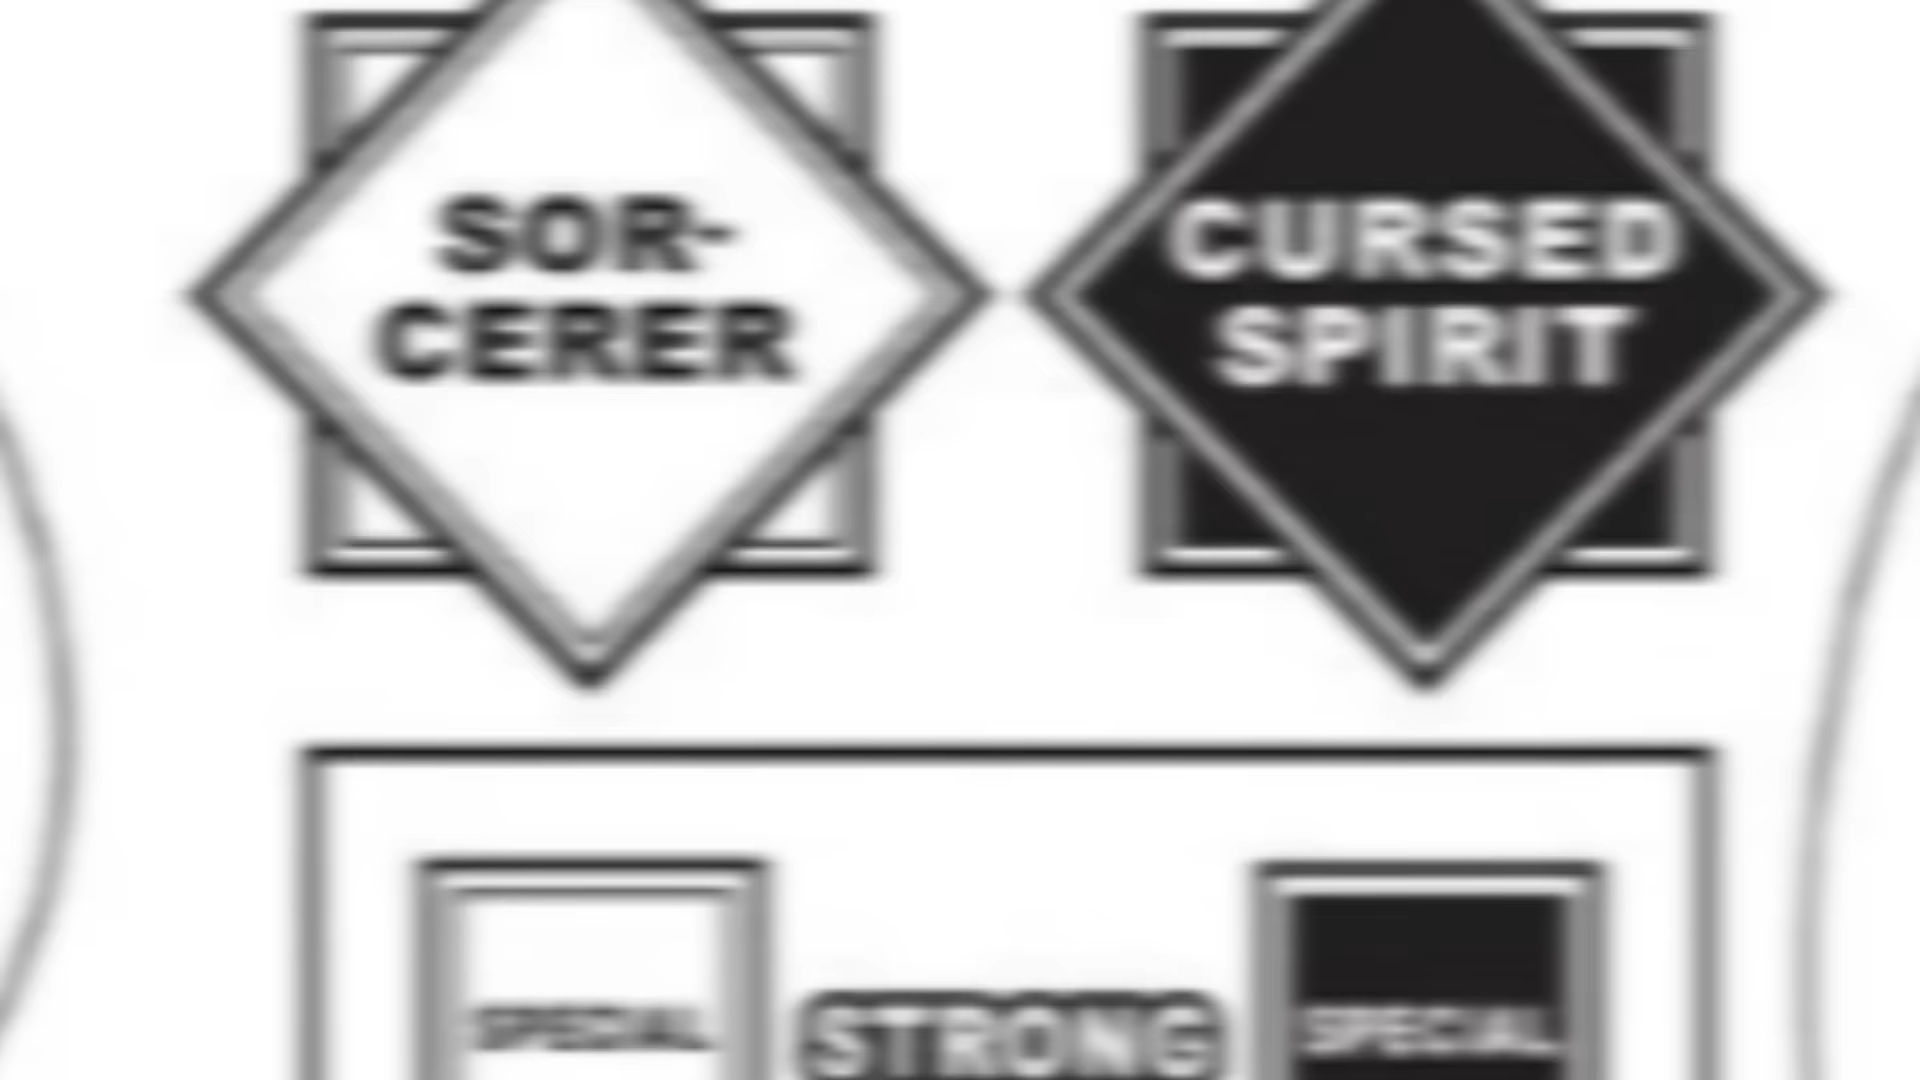 SOR-
CERER
CURSED
SPIRIT
SPECIAL
STRONG
SPECIAL